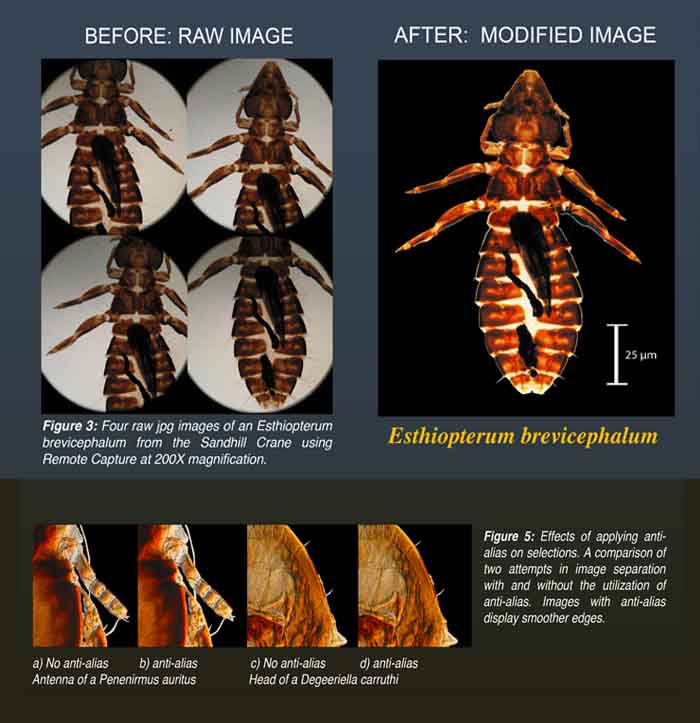 BEFORE: RAW IMAGE
AFTER: MODIFIED IMAGE
25 µm
Figure 3: Four raw jpg images of an Esthiopterum
brevicephalum from the Sandhill Crane using
Remote Capture at 200X magnification.
Esthiopterum brevicephalum
Figure 5: Effects of applying anti-
alias on selections. A comparison of
two attempts in image separation
with and without the utilization of
anti-alias. Images with anti-alias
display smoother edges.
a) No anti-alias
b) anti-alias
c) No anti-alias
d) anti-alias
Antenna of a Penenirmus auritus
Head of a Degeeriella carruthi